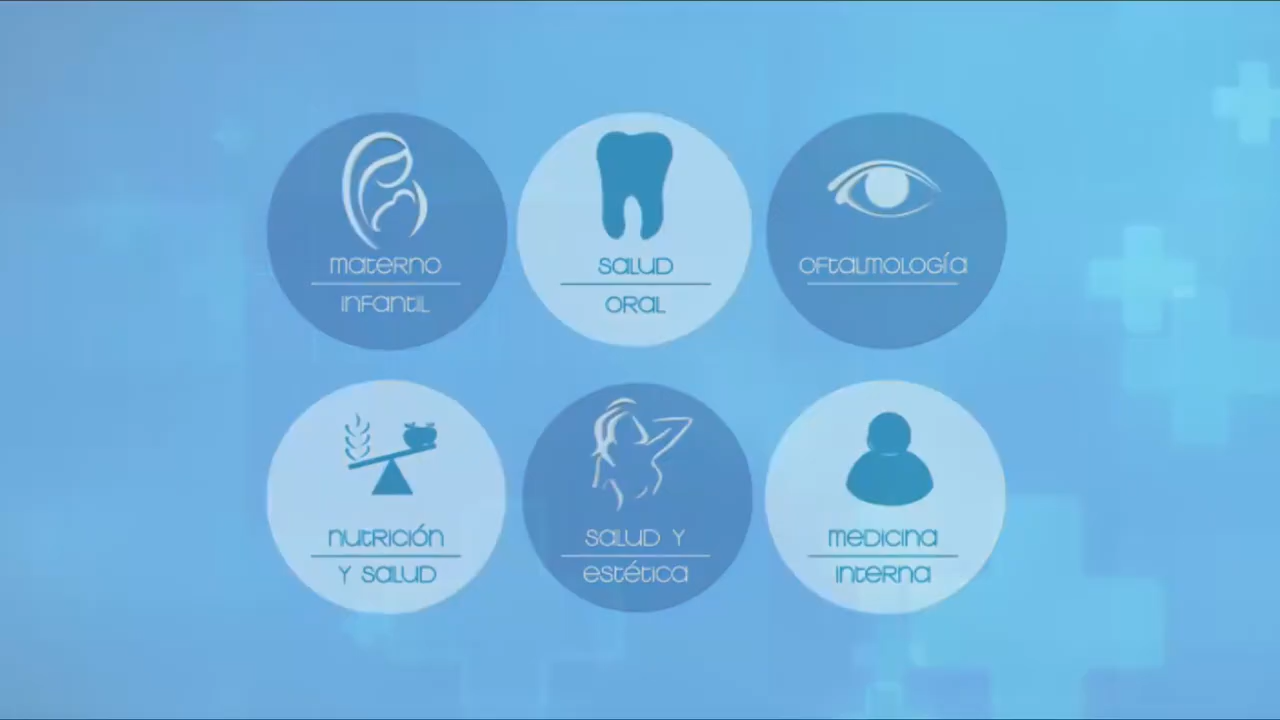 MATERNO
INFANTIL
SALUD
ORAL
OFTALMOLOGÍA
NUTRICIÓN
Y SALUD
SALUD Y
ESTÉTICA
MEDICINA
INTERNA